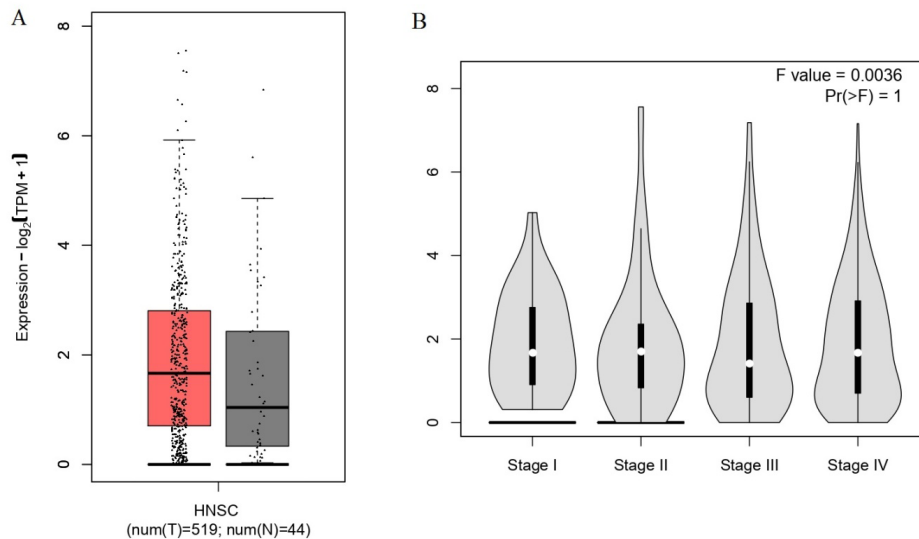 A
Expression − log2(TPM + 1)
8
6
4
2
0
HNSC
(num(T)=519; num(N)=44)
B
F value = 0.0036
Pr(>F) = 1
8
6
4
2
0
Stage I Stage II Stage III Stage IV